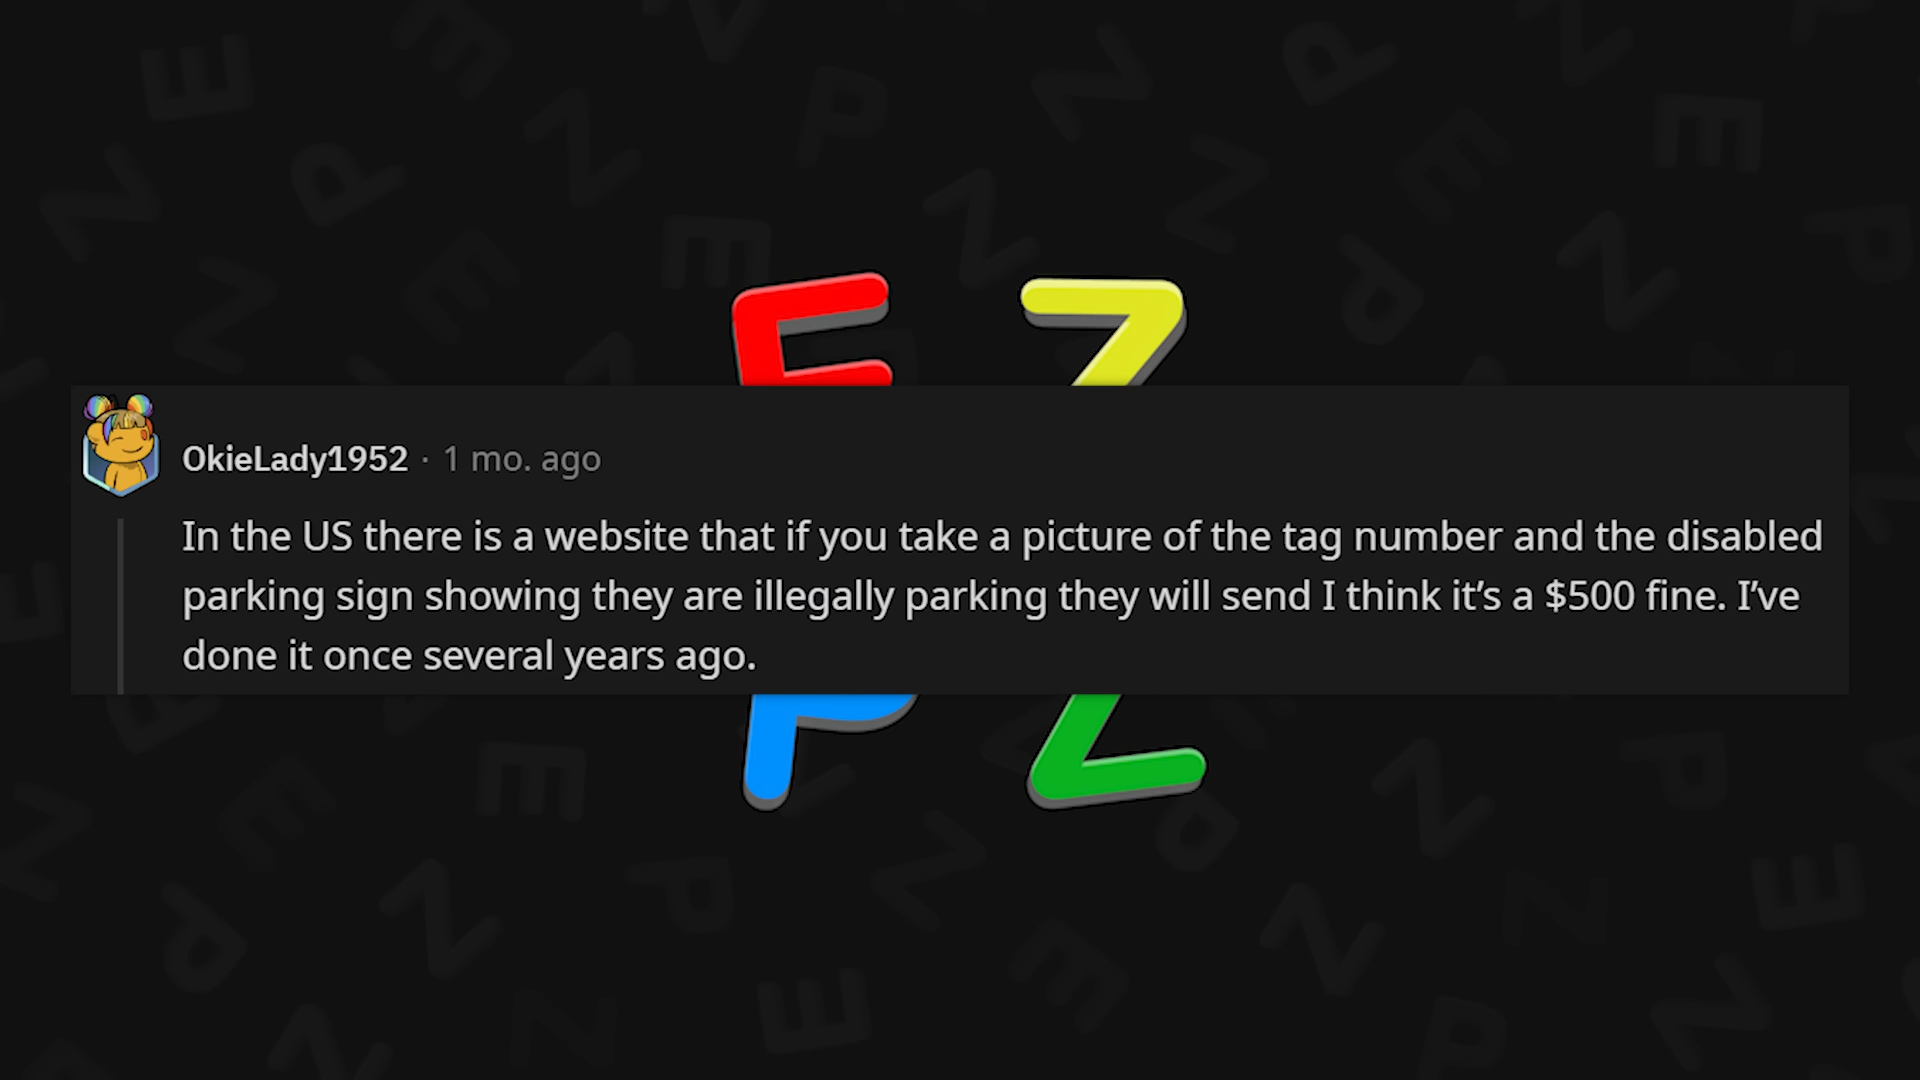 E Z
OkieLady1952 · 1 mo. ago
In the US there is a website that if you take a picture of the tag number and the disabled
parking sign showing they are illegally parking they will send I think it’s a $500 fine. I’ve
done it once several years ago.
P Z